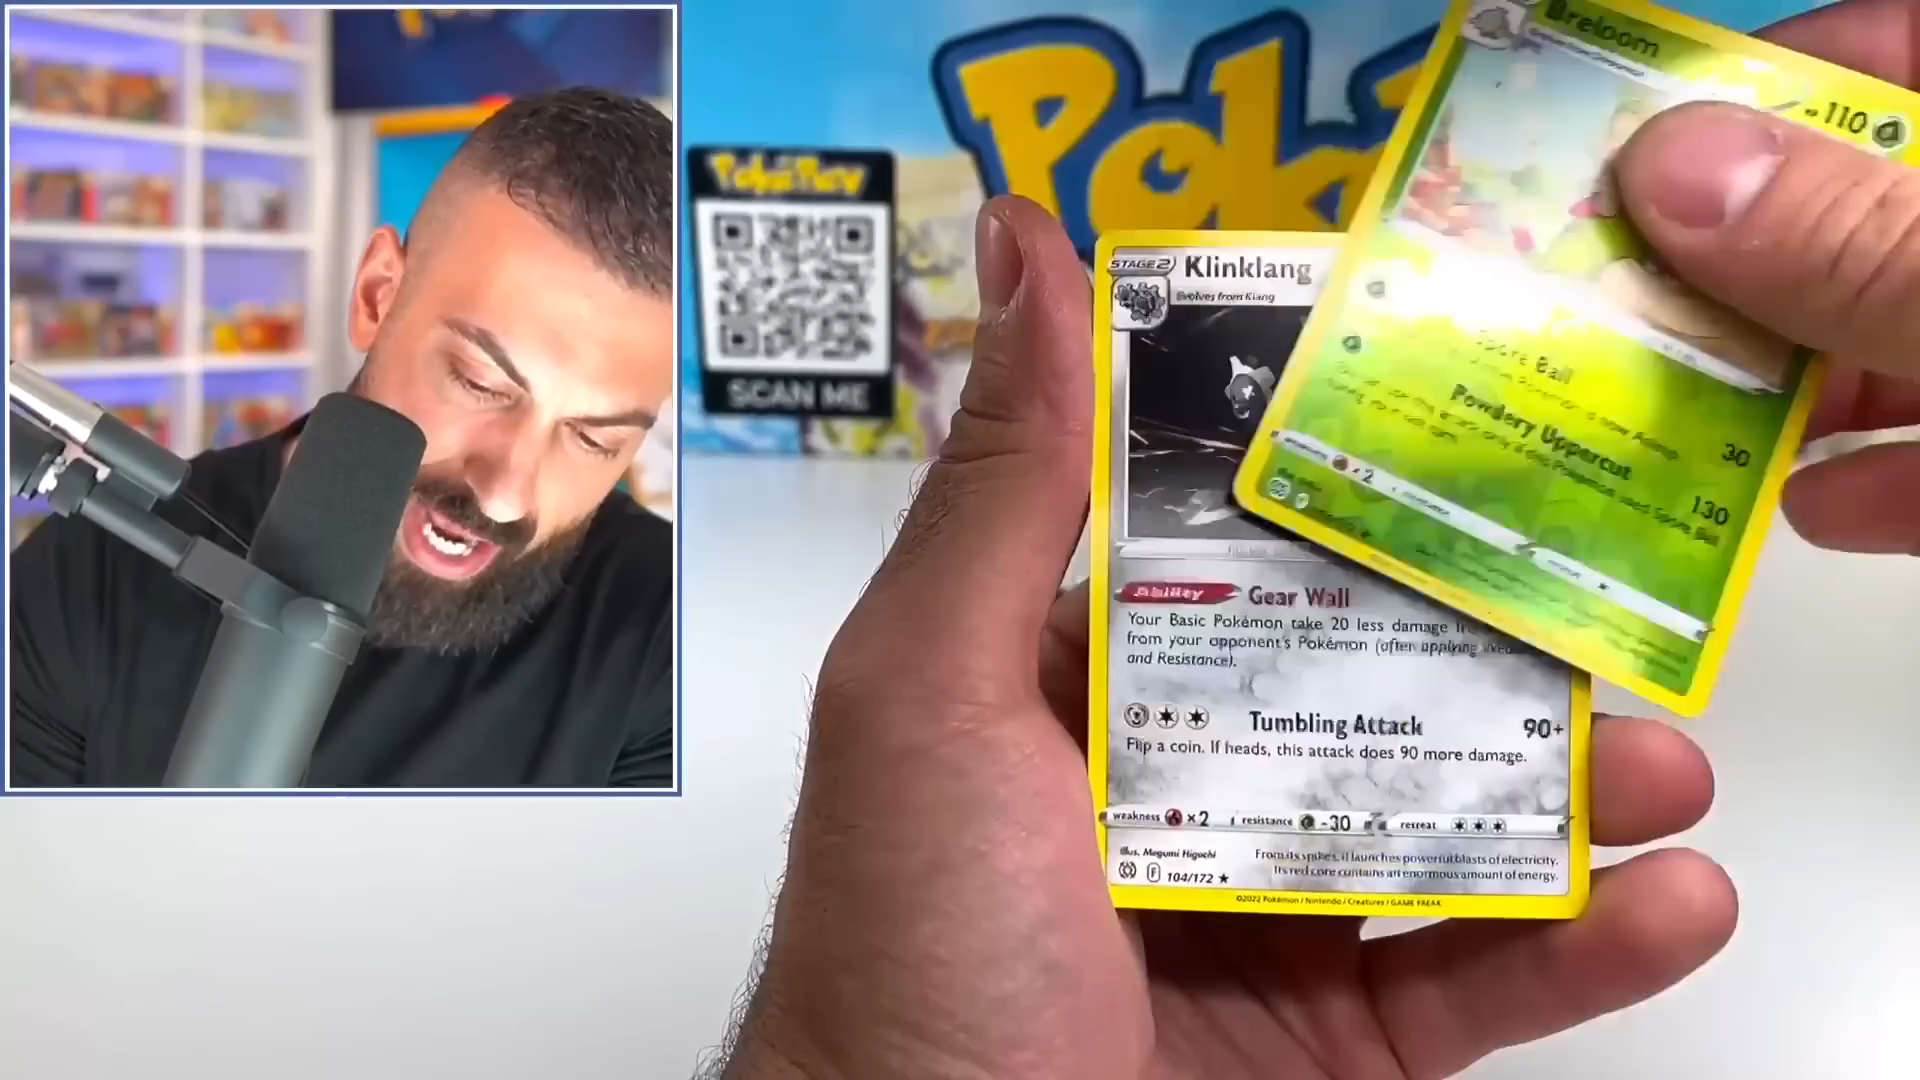 Poké
PokéRev
SCAN ME
Breloom
110
Spore Ball
30
Powdery Uppercut
130
×2
STAGE 2
Klinklang
Evolves from Klang
Ability
Gear Wall
Your Basic Pokémon take 20 less damage
from your opponent's Pokémon (after applying
and Resistance).
Tumbling Attack
90+
Flip a coin. If heads, this attack does 90 more damage.
weakness ×2 resistance -30 retreat
Illus. Megumi Higuchi
F 104/172 ★
From its spikes, it launches powerful blasts of electricity.
Its red core contains an enormous amount of energy.
©2022 Pokémon / Nintendo / Creatures / GAME FREAK